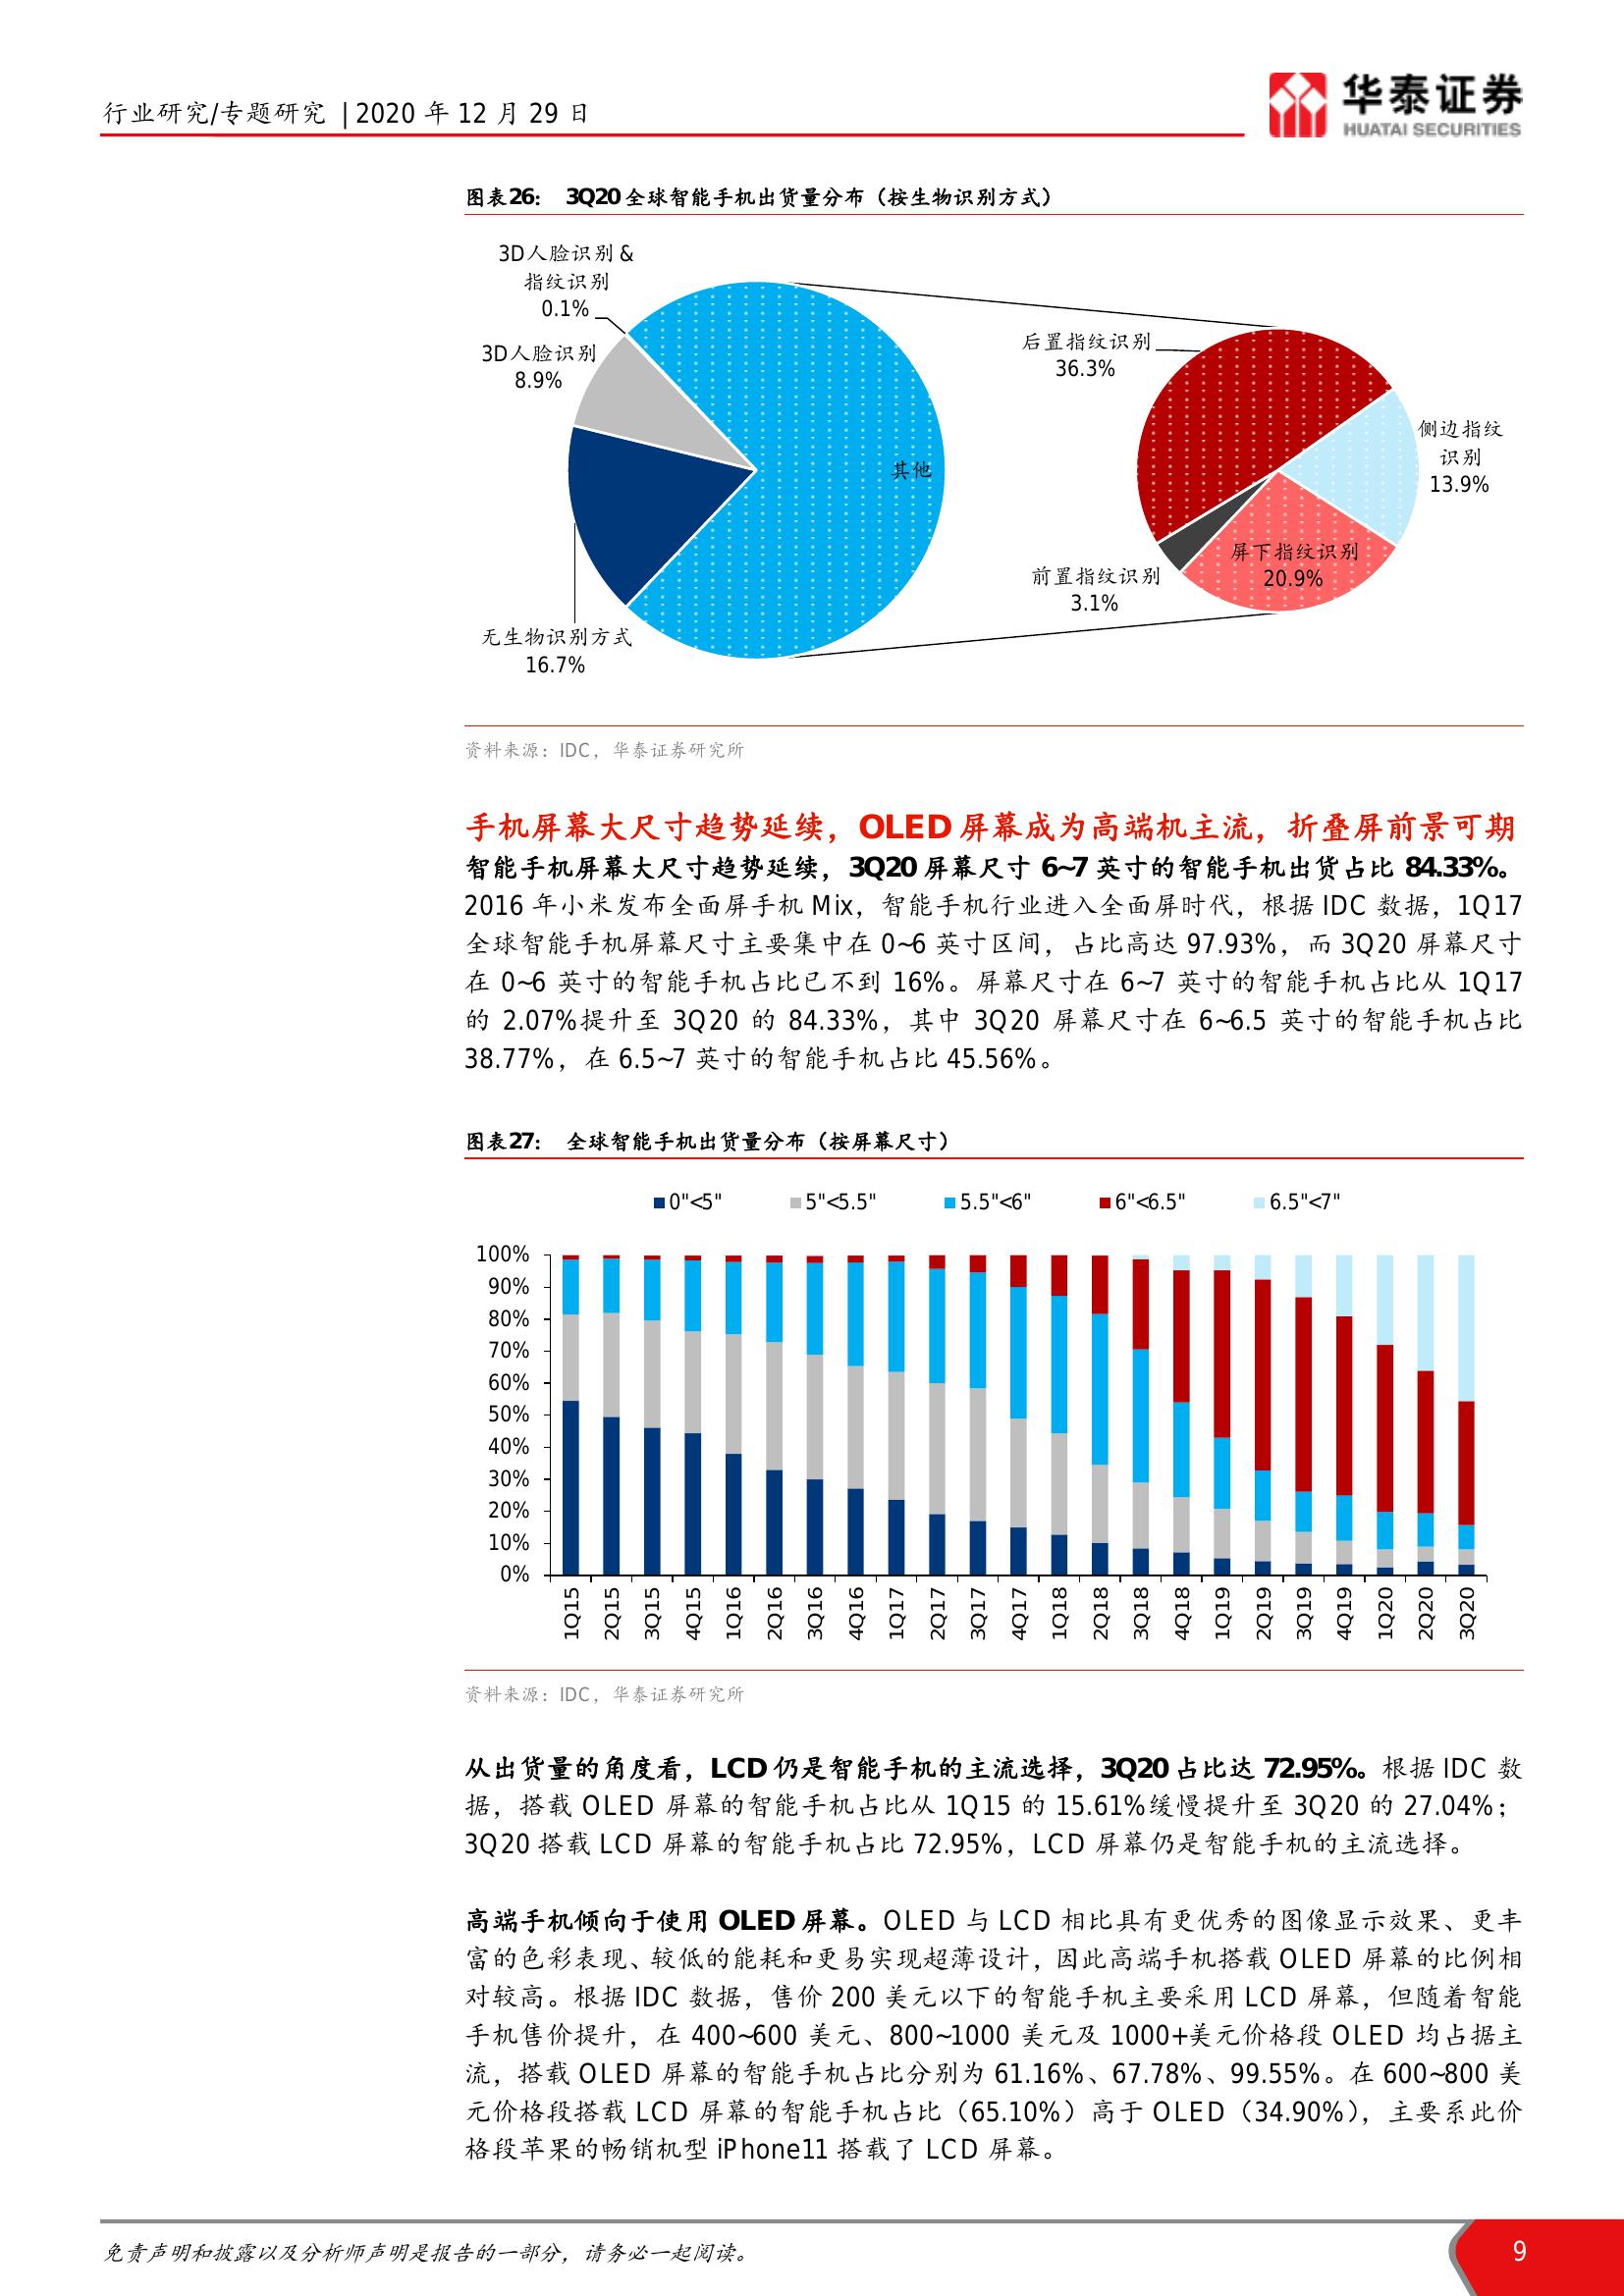 行业研究/专题研究 | 2020 年 12 月 29 日
华泰证券
HUATAI SECURITIES
图表26： 3Q20 全球智能手机出货量分布（按生物识别方式）
3D人脸识别 &
指纹识别
0.1%
3D人脸识别
8.9%
其他
无生物识别方式
16.7%
后置指纹识别
36.3%
侧边指纹
识别
13.9%
屏下指纹识别
20.9%
前置指纹识别
3.1%
资料来源：IDC，华泰证券研究所
手机屏幕大尺寸趋势延续，OLED 屏幕成为高端机主流，折叠屏前景可期
智能手机屏幕大尺寸趋势延续，3Q20 屏幕尺寸 6~7 英寸的智能手机出货占比 84.33%。
2016 年小米发布全面屏手机 Mix，智能手机行业进入全面屏时代，根据 IDC 数据，1Q17
全球智能手机屏幕尺寸主要集中在 0~6 英寸区间，占比高达 97.93%，而 3Q20 屏幕尺寸
在 0~6 英寸的智能手机占比已不到 16%。屏幕尺寸在 6~7 英寸的智能手机占比从 1Q17
的 2.07%提升至 3Q20 的 84.33%，其中 3Q20 屏幕尺寸在 6~6.5 英寸的智能手机占比
38.77%，在 6.5~7 英寸的智能手机占比 45.56%。
图表27： 全球智能手机出货量分布（按屏幕尺寸）
0"<5" 5"<5.5" 5.5"<6" 6"<6.5" 6.5"<7"
100%
90%
80%
70%
60%
50%
40%
30%
20%
10%
0%
1Q15 2Q15 3Q15 4Q15 1Q16 2Q16 3Q16 4Q16 1Q17 2Q17 3Q17 4Q17 1Q18 2Q18 3Q18 4Q18 1Q19 2Q19 3Q19 4Q19 1Q20 2Q20 3Q20
资料来源：IDC，华泰证券研究所
从出货量的角度看，LCD 仍是智能手机的主流选择，3Q20 占比达 72.95%。根据 IDC 数
据，搭载 OLED 屏幕的智能手机占比从 1Q15 的 15.61%缓慢提升至 3Q20 的 27.04%；
3Q20 搭载 LCD 屏幕的智能手机占比 72.95%，LCD 屏幕仍是智能手机的主流选择。
高端手机倾向于使用 OLED 屏幕。OLED 与 LCD 相比具有更优秀的图像显示效果、更丰
富的色彩表现、较低的能耗和更易实现超薄设计，因此高端手机搭载 OLED 屏幕的比例相
对较高。根据 IDC 数据，售价 200 美元以下的智能手机主要采用 LCD 屏幕，但随着智能
手机售价提升，在 400~600 美元、800~1000 美元及 1000+美元价格段 OLED 均占据主
流，搭载 OLED 屏幕的智能手机占比分别为 61.16%、67.78%、99.55%。在 600~800 美
元价格段搭载 LCD 屏幕的智能手机占比（65.10%）高于 OLED（34.90%），主要系此价
格段苹果的畅销机型 iPhone11 搭载了 LCD 屏幕。
免责声明和披露以及分析师声明是报告的一部分，请务必一起阅读。
9